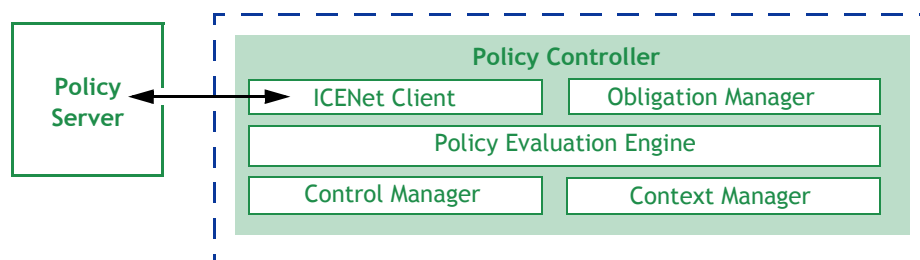 Policy
Server
Policy Controller
ICENet Client
Obligation Manager
Policy Evaluation Engine
Control Manager
Context Manager